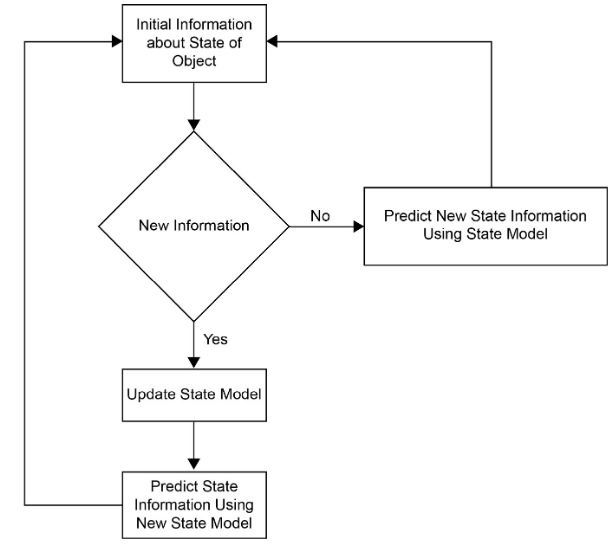 Initial Information
about State of
Object
New Information
No
Predict New State Information
Using State Model
Yes
Update State Model
Predict State
Information Using
New State Model